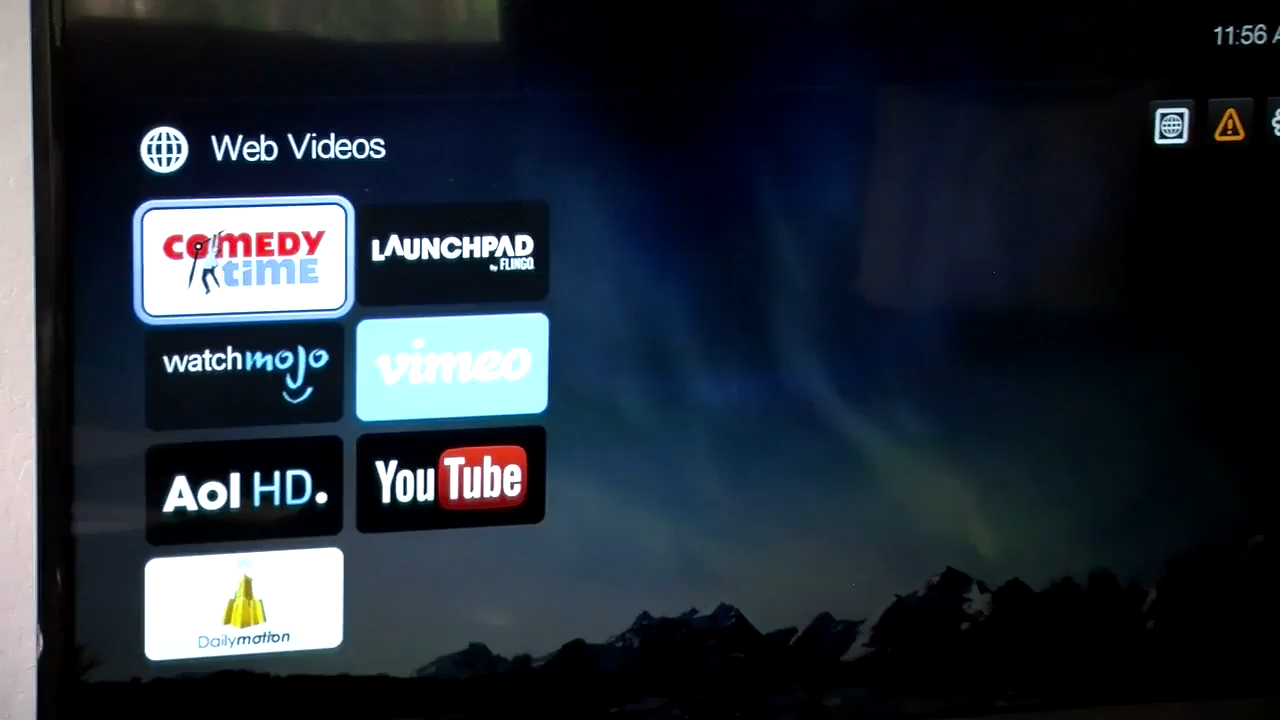 11:56 A
Web Videos
COMEDY
TIME
LAUNCHPAD
by FLINGO
watchmojo
vimeo
Aol HD.
YouTube
Dailymotion